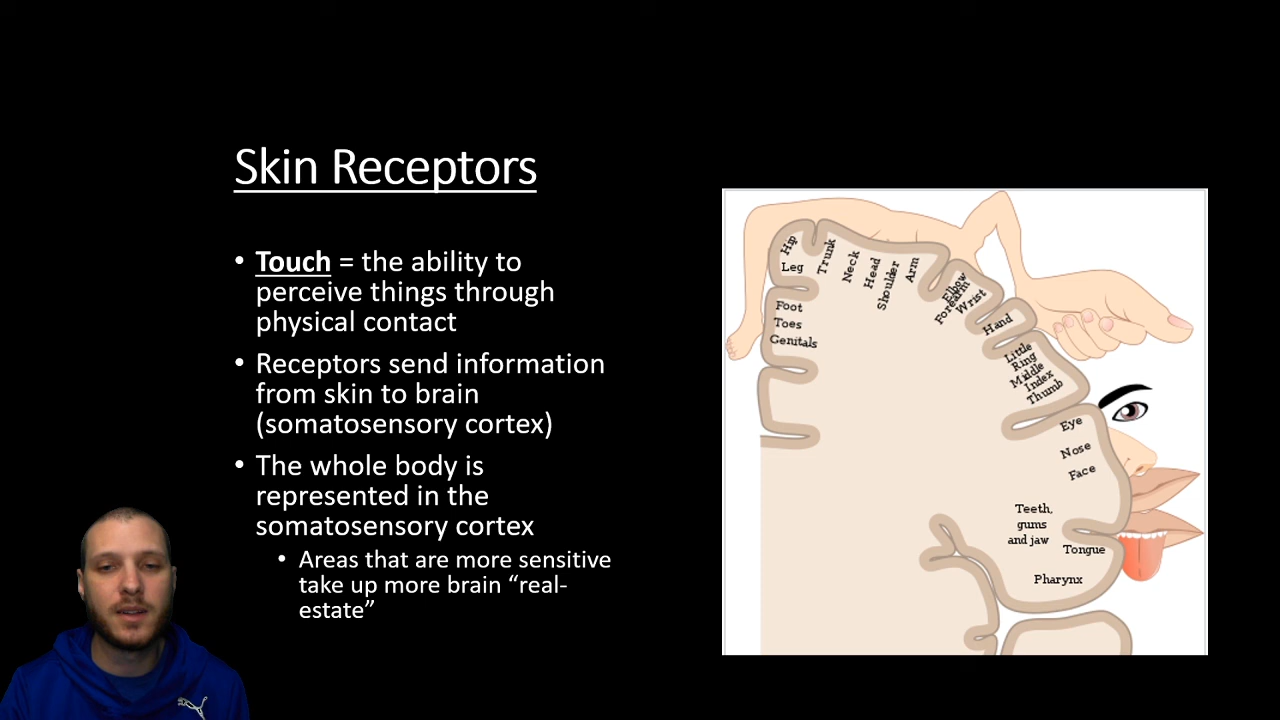 Skin Receptors
• Touch = the ability to
perceive things through
physical contact
• Receptors send information
from skin to brain
(somatosensory cortex)
• The whole body is
represented in the
somatosensory cortex
• Areas that are more sensitive
take up more brain “real-
estate”
Hip
Leg
Trunk
Neck
Head
Shoulder
Arm
Elbow
Forearm
Wrist
Hand
Foot
Toes
Genitals
Little
Ring
Middle
Index
Thumb
Eye
Nose
Face
Teeth,
gums
and jaw
Tongue
Pharynx